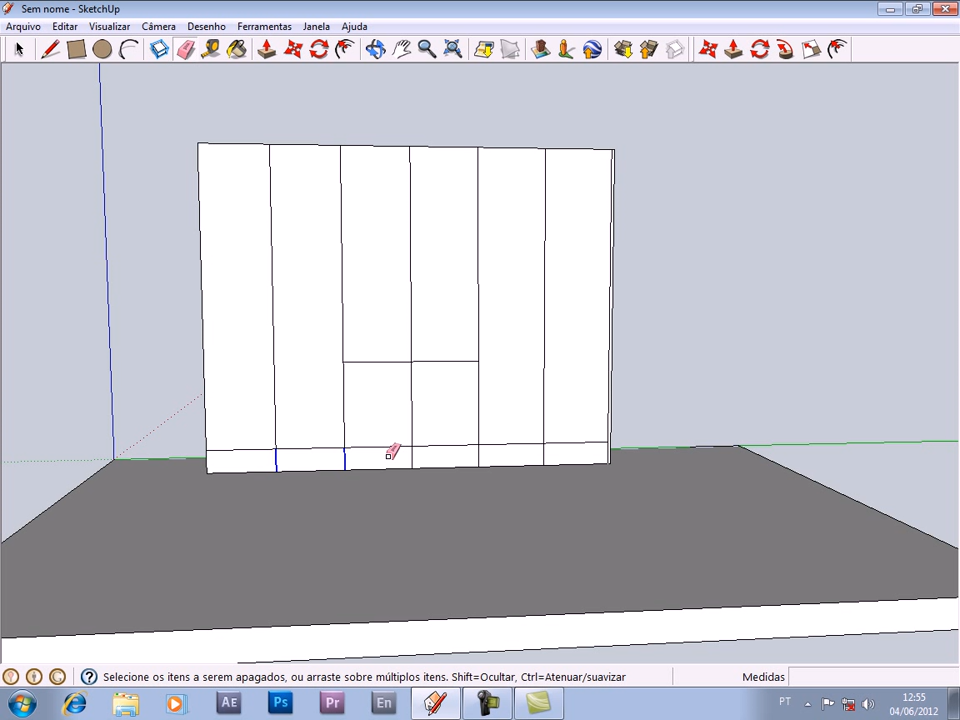 Sem nome - SketchUp
Arquivo Editar Visualizar Câmera Desenho Ferramentas Janela Ajuda
Selecione os itens a serem apagados, ou arraste sobre múltiplos itens. Shift=Ocultar, Ctrl=Atenuar/suavizar
Medidas
Ae Ps Pr En
PT
12:55
04/06/2012